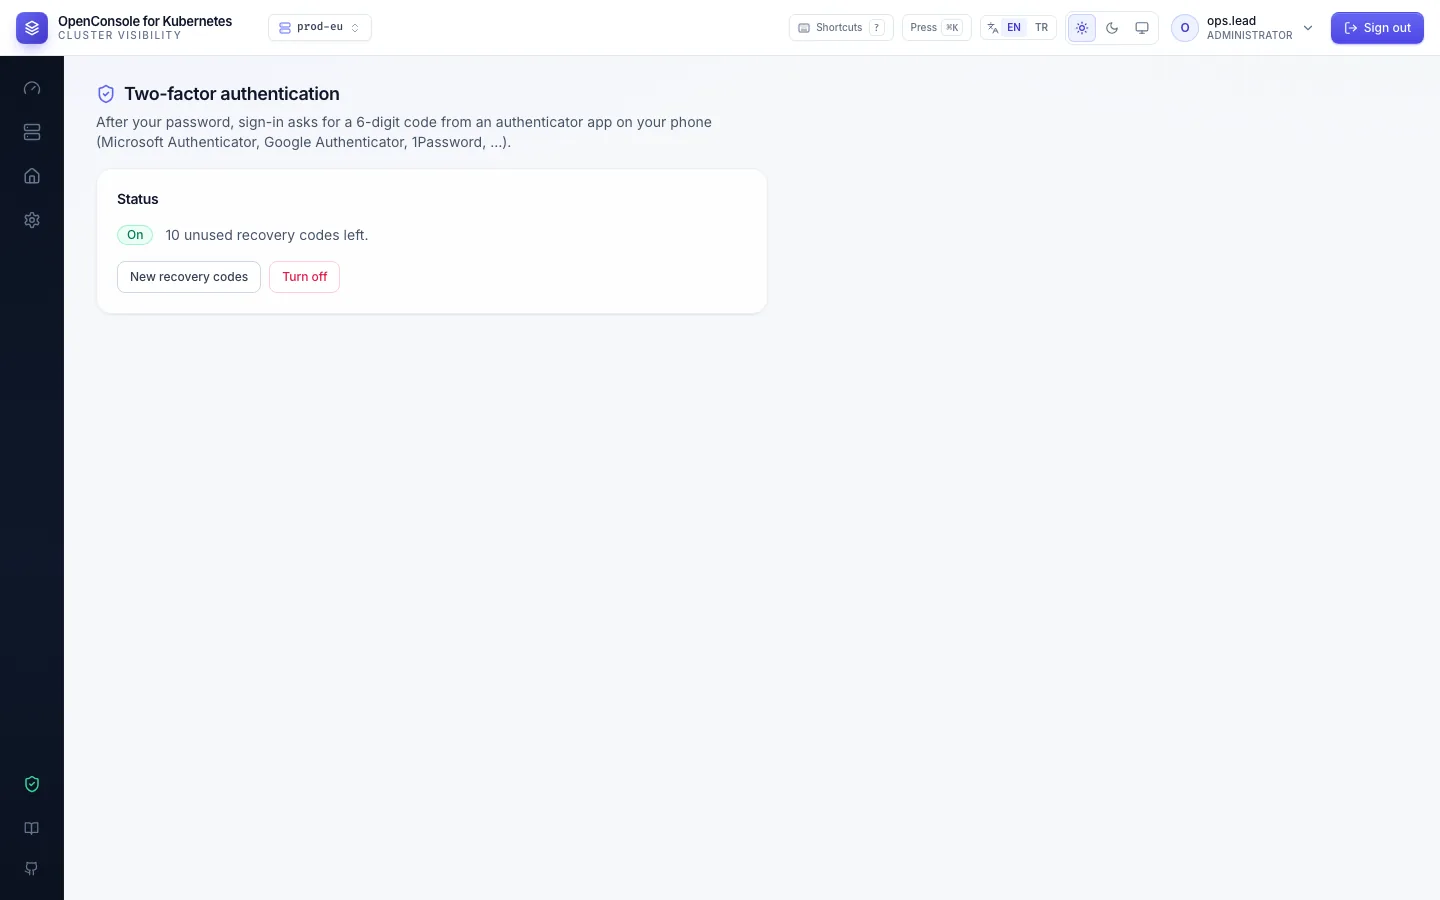 OpenConsole for Kubernetes
CLUSTER VISIBILITY
prod-eu
Shortcuts ?
Press ⌘K
EN TR
O
ops.lead
ADMINISTRATOR
Sign out
Two-factor authentication
After your password, sign-in asks for a 6-digit code from an authenticator app on your phone
(Microsoft Authenticator, Google Authenticator, 1Password, ...).
Status
On 10 unused recovery codes left.
New recovery codes Turn off